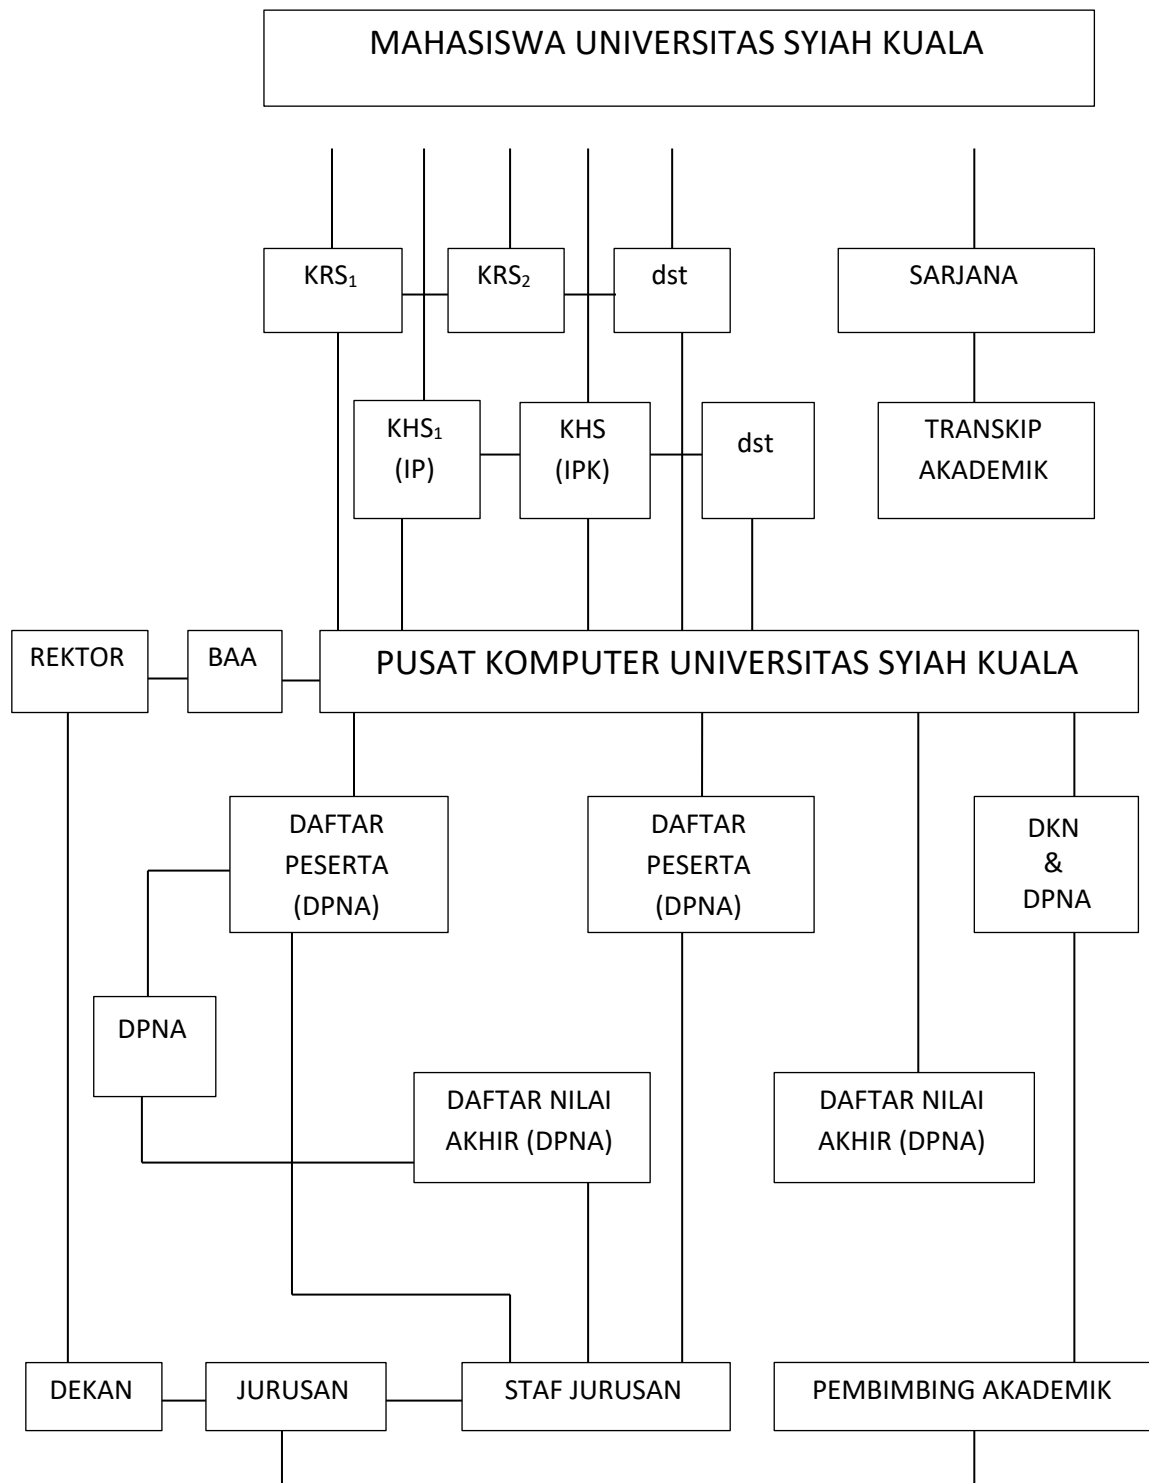 MAHASISWA UNIVERSITAS SYIAH KUALA
KRS₁
KRS₂
dst
SARJANA
KHS₁
(IP)
KHS
(IPK)
dst
TRANSKIP
AKADEMIK
REKTOR
BAA
PUSAT KOMPUTER UNIVERSITAS SYIAH KUALA
DAFTAR
PESERTA
(DPNA)
DAFTAR
PESERTA
(DPNA)
DKN
&
DPNA
DPNA
DAFTAR NILAI
AKHIR (DPNA)
DAFTAR NILAI
AKHIR (DPNA)
DEKAN
JURUSAN
STAF JURUSAN
PEMBIMBING AKADEMIK